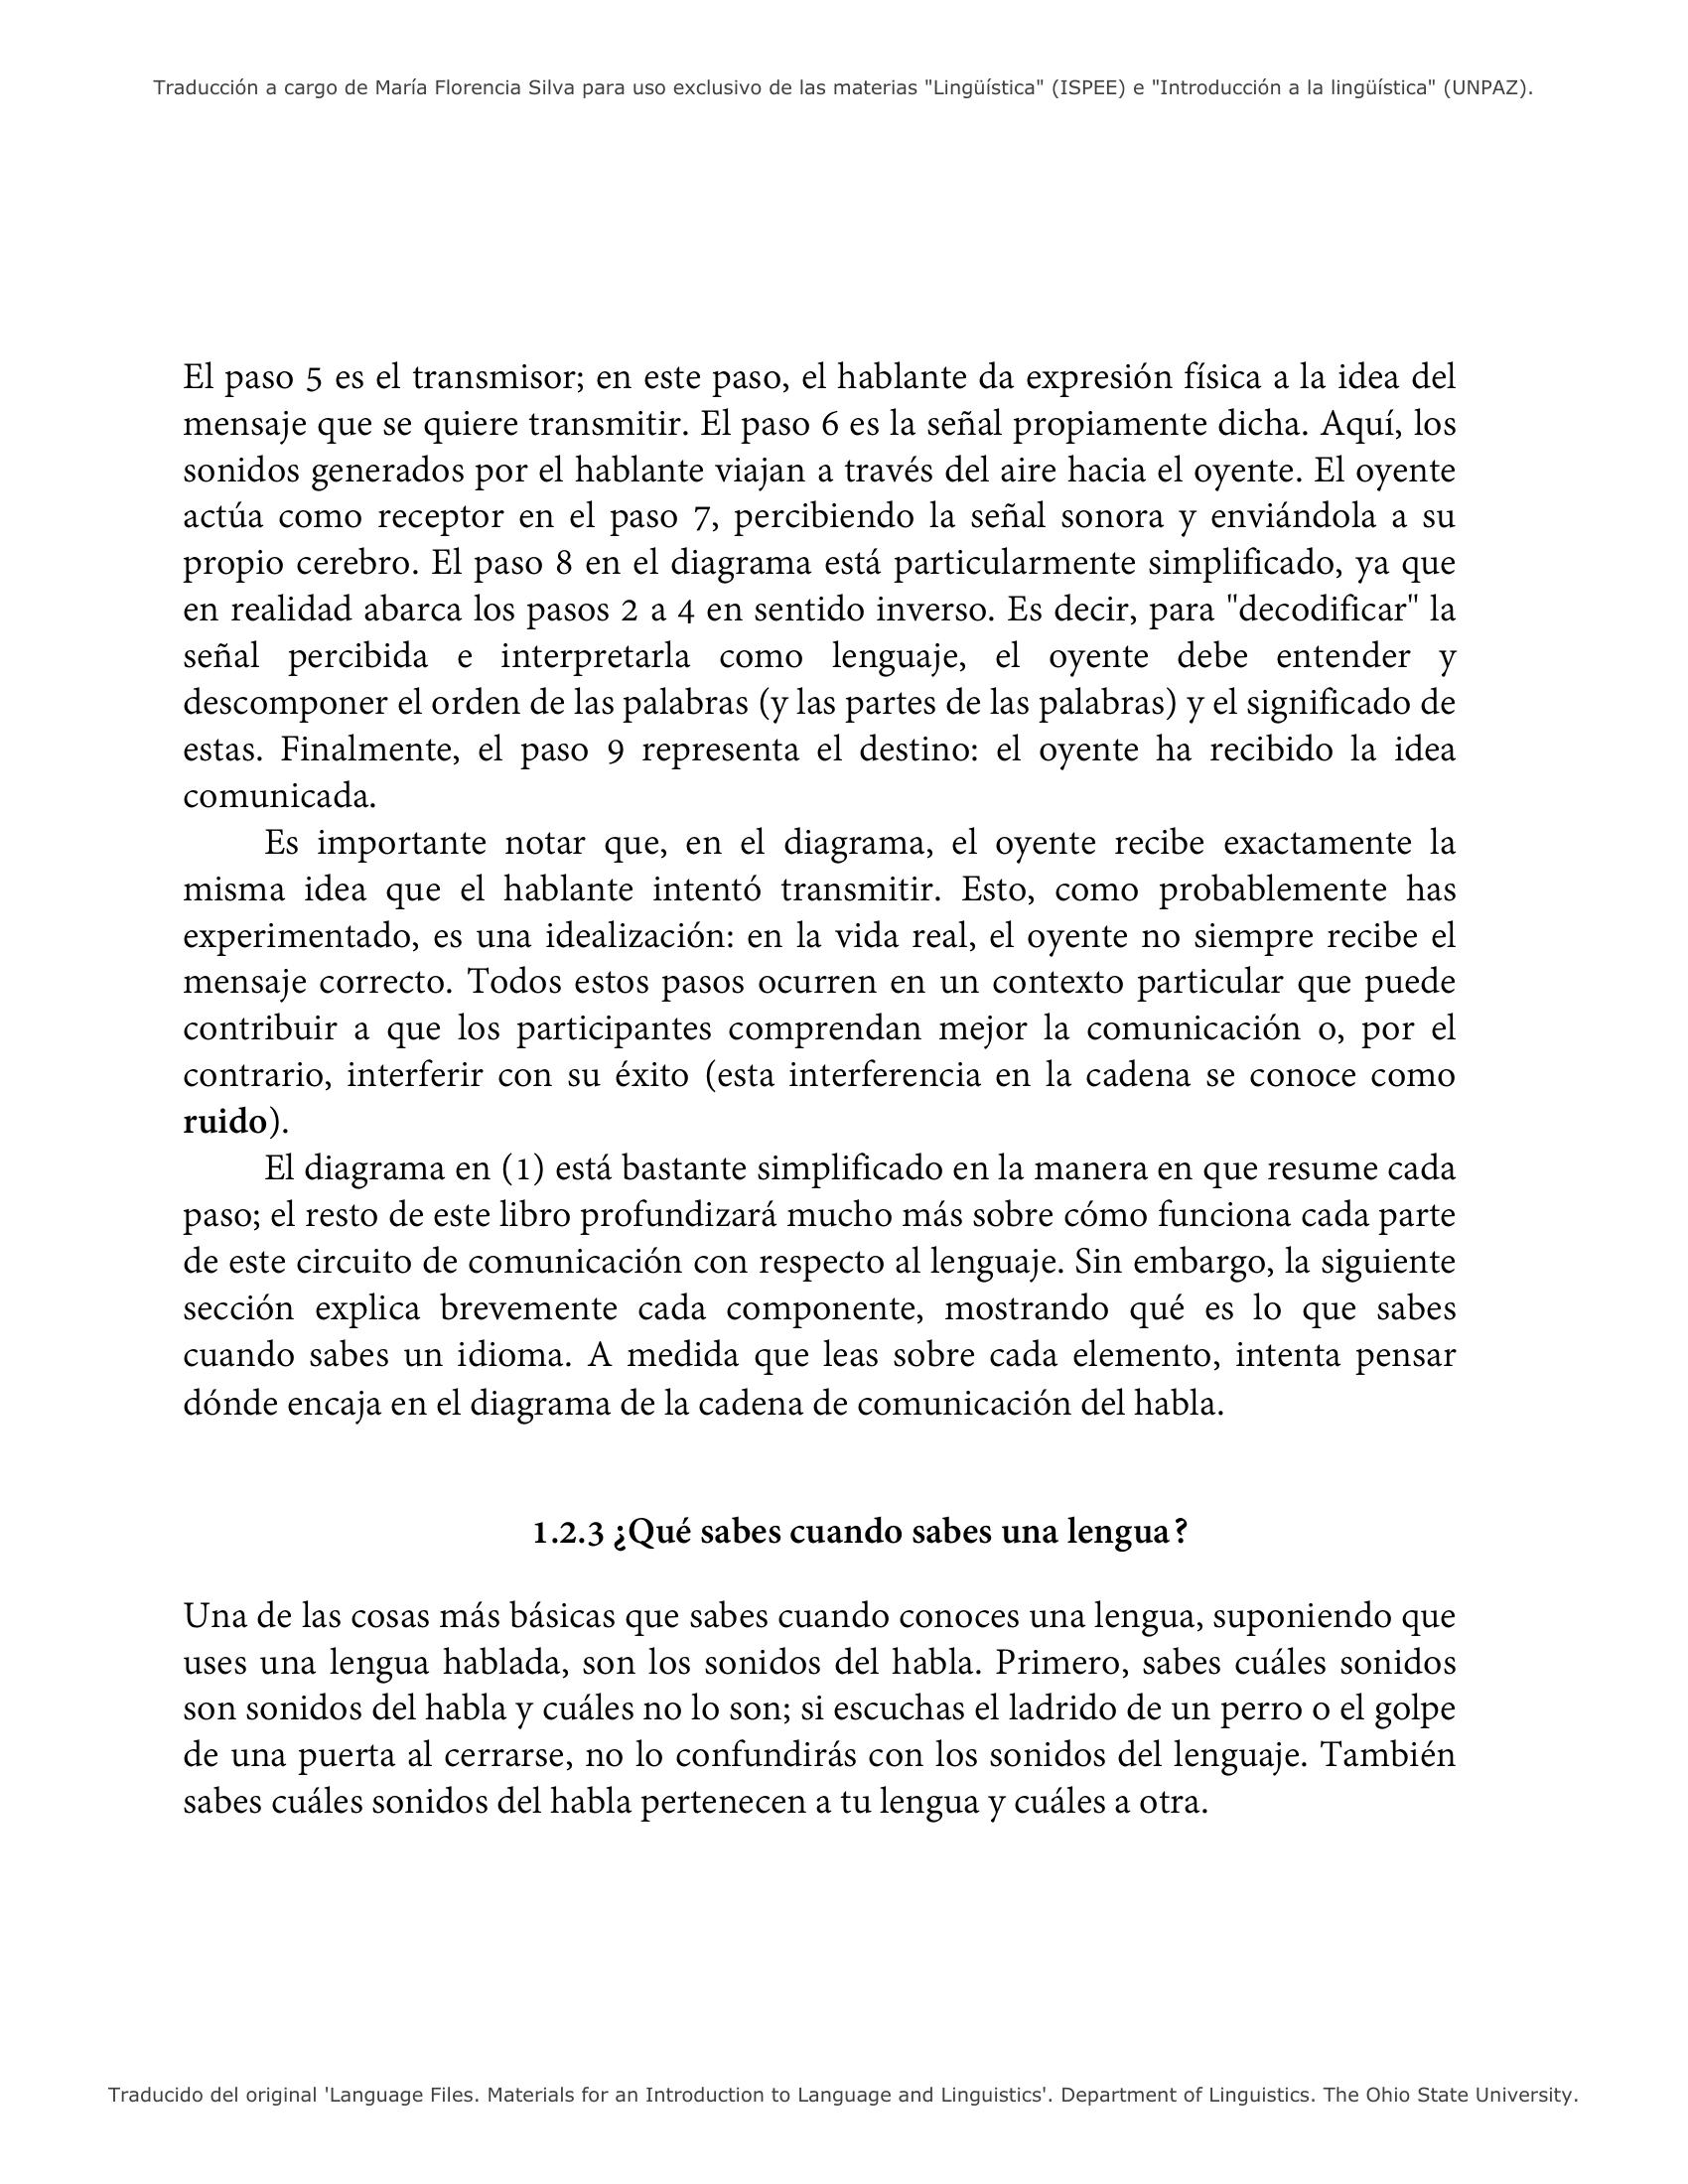 Traducción a cargo de María Florencia Silva para uso exclusivo de las materias "Lingüística" (ISPEE) e "Introducción a la lingüística" (UNPAZ).
El paso 5 es el transmisor; en este paso, el hablante da expresión física a la idea del
mensaje que se quiere transmitir. El paso 6 es la señal propiamente dicha. Aquí, los
sonidos generados por el hablante viajan a través del aire hacia el oyente. El oyente
actúa como receptor en el paso 7, percibiendo la señal sonora y enviándola a su
propio cerebro. El paso 8 en el diagrama está particularmente simplificado, ya que
en realidad abarca los pasos 2 a 4 en sentido inverso. Es decir, para "decodificar" la
señal percibida e interpretarla como lenguaje, el oyente debe entender y
descomponer el orden de las palabras (y las partes de las palabras) y el significado de
estas. Finalmente, el paso 9 representa el destino: el oyente ha recibido la idea
comunicada.
Es importante notar que, en el diagrama, el oyente recibe exactamente la
misma idea que el hablante intentó transmitir. Esto, como probablemente has
experimentado, es una idealización: en la vida real, el oyente no siempre recibe el
mensaje correcto. Todos estos pasos ocurren en un contexto particular que puede
contribuir a que los participantes comprendan mejor la comunicación o, por el
contrario, interferir con su éxito (esta interferencia en la cadena se conoce como
ruido).
El diagrama en (1) está bastante simplificado en la manera en que resume cada
paso; el resto de este libro profundizará mucho más sobre cómo funciona cada parte
de este circuito de comunicación con respecto al lenguaje. Sin embargo, la siguiente
sección explica brevemente cada componente, mostrando qué es lo que sabes
cuando sabes un idioma. A medida que leas sobre cada elemento, intenta pensar
dónde encaja en el diagrama de la cadena de comunicación del habla.
1.2.3 ¿Qué sabes cuando sabes una lengua?
Una de las cosas más básicas que sabes cuando conoces una lengua, suponiendo que
uses una lengua hablada, son los sonidos del habla. Primero, sabes cuáles sonidos
son sonidos del habla y cuáles no lo son; si escuchas el ladrido de un perro o el golpe
de una puerta al cerrarse, no lo confundirás con los sonidos del lenguaje. También
sabes cuáles sonidos del habla pertenecen a tu lengua y cuáles a otra.
Traducido del original 'Language Files. Materials for an Introduction to Language and Linguistics'. Department of Linguistics. The Ohio State University.